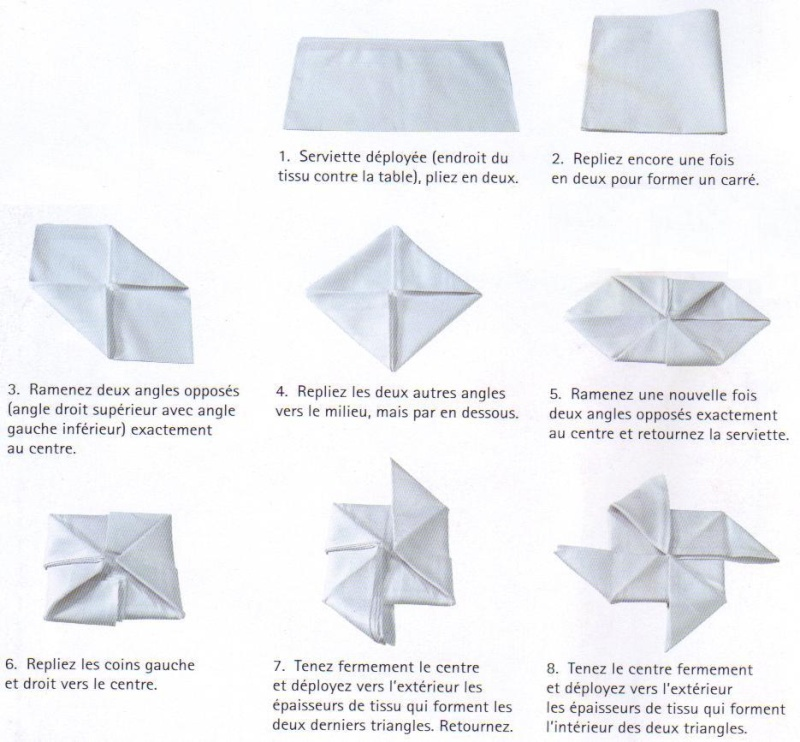 1. Serviette déployée (endroit du
tissu contre la table), pliez en deux.
2. Repliez encore une fois
en deux pour former un carré.
3. Ramenez deux angles opposés
(angle droit supérieur avec angle
gauche inférieur) exactement
au centre.
4. Repliez les deux autres angles
vers le milieu, mais par en dessous.
5. Ramenez une nouvelle fois
deux angles opposés exactement
au centre et retournez la serviette.
6. Repliez les coins gauche
et droit vers le centre.
7. Tenez fermement le centre
et déployez vers l'extérieur les
épaisseurs de tissu qui forment les
deux derniers triangles. Retournez.
8. Tenez le centre fermement
et déployez vers l'extérieur
les épaisseurs de tissu qui forment
l'intérieur des deux triangles.